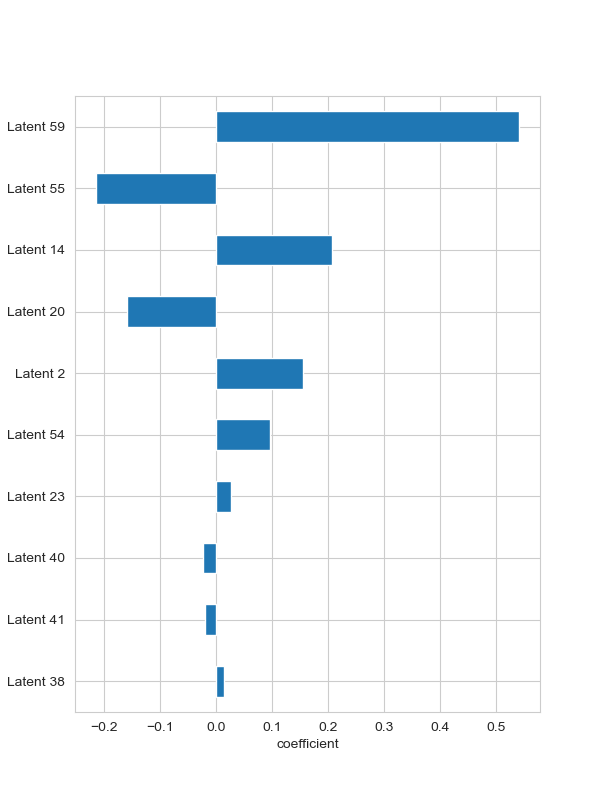 Latent 59
Latent 55
Latent 14
Latent 20
Latent 2
Latent 54
Latent 23
Latent 40
Latent 41
Latent 38
−0.2 −0.1 0.0 0.1 0.2 0.3 0.4 0.5
coefficient